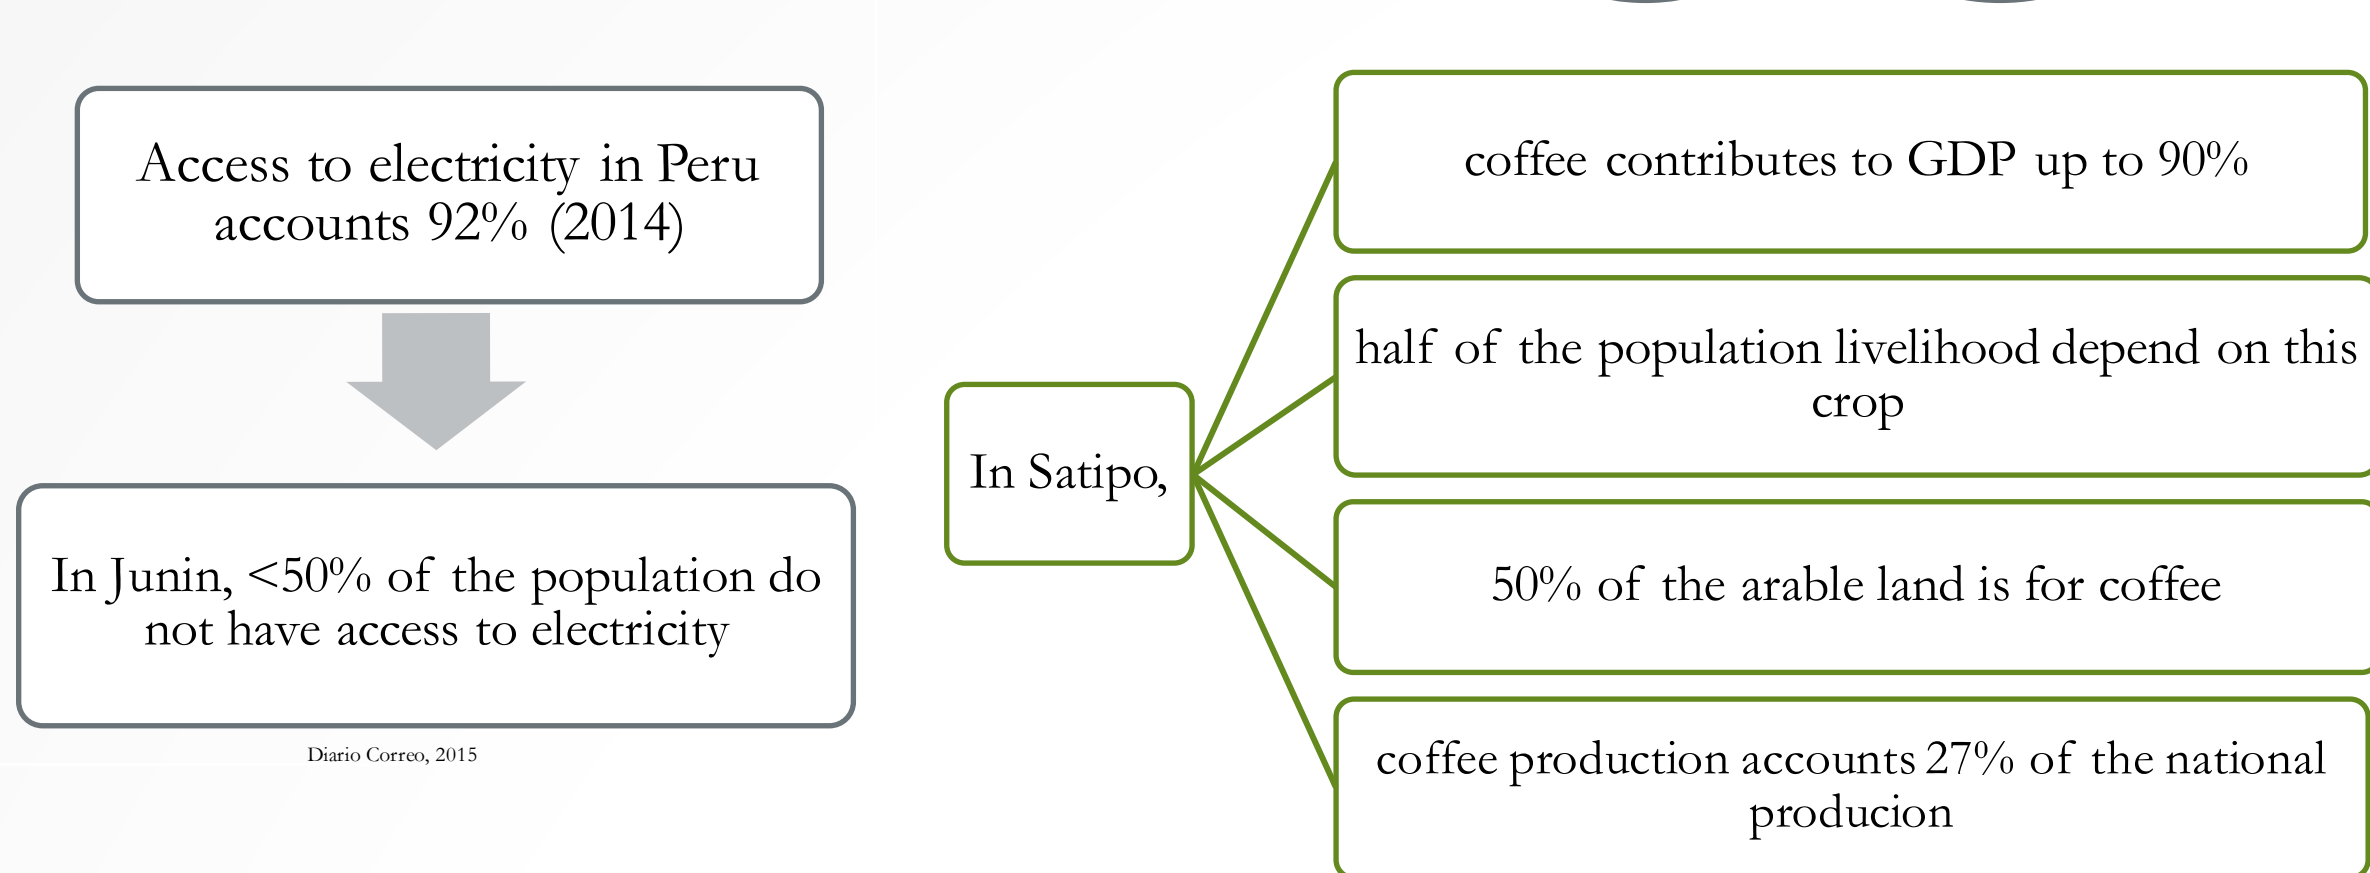 Access to electricity in Peru
accounts 92% (2014)
In Junin, <50% of the population do
not have access to electricity
Diario Correo, 2015
In Satipo,
coffee contributes to GDP up to 90%
half of the population livelihood depend on this
crop
50% of the arable land is for coffee
coffee production accounts 27% of the national
producion